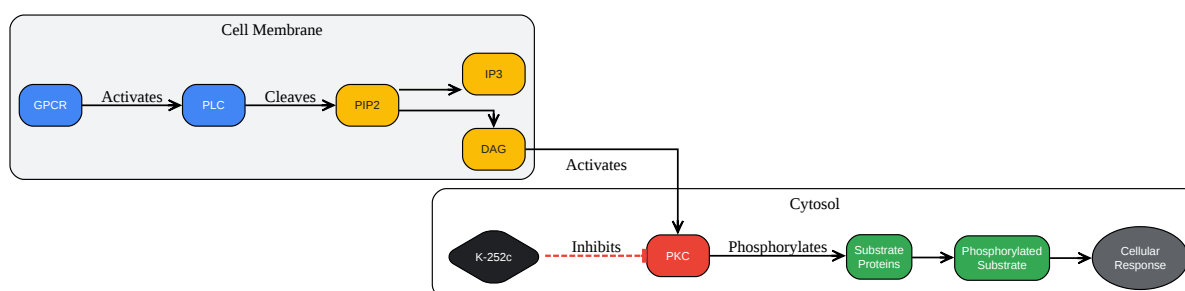 Cell Membrane
GPCR
Activates
PLC
Cleaves
PIP2
IP3
DAG
Activates
Cytosol
K-252c
Inhibits
PKC
Phosphorylates
Substrate
Proteins
Phosphorylated
Substrate
Cellular
Response